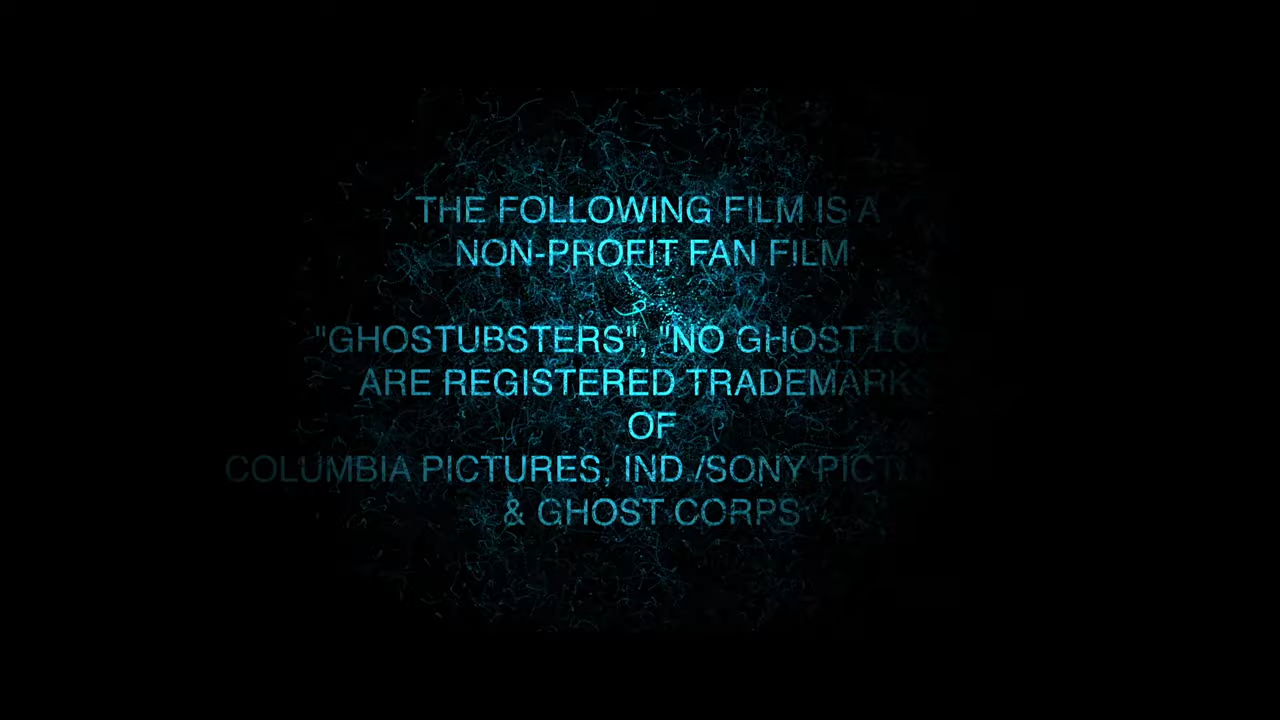 THE FOLLOWING FILM IS A
NON-PROFIT FAN FILM
"GHOSTUBSTERS", "NO GHOST
ARE REGISTERED TRADEMARKS
OF
COLUMBIA PICTURES, IND./SONY
& GHOST CORPS